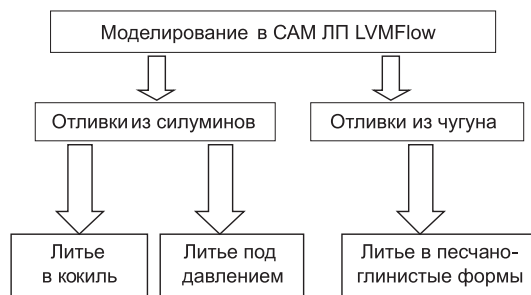 Моделирование в САМ ЛП LVMFlow
Отливки из силуминов
Отливки из чугуна
Литье
в кокиль
Литье под
давлением
Литье в песчано-
глинистые формы